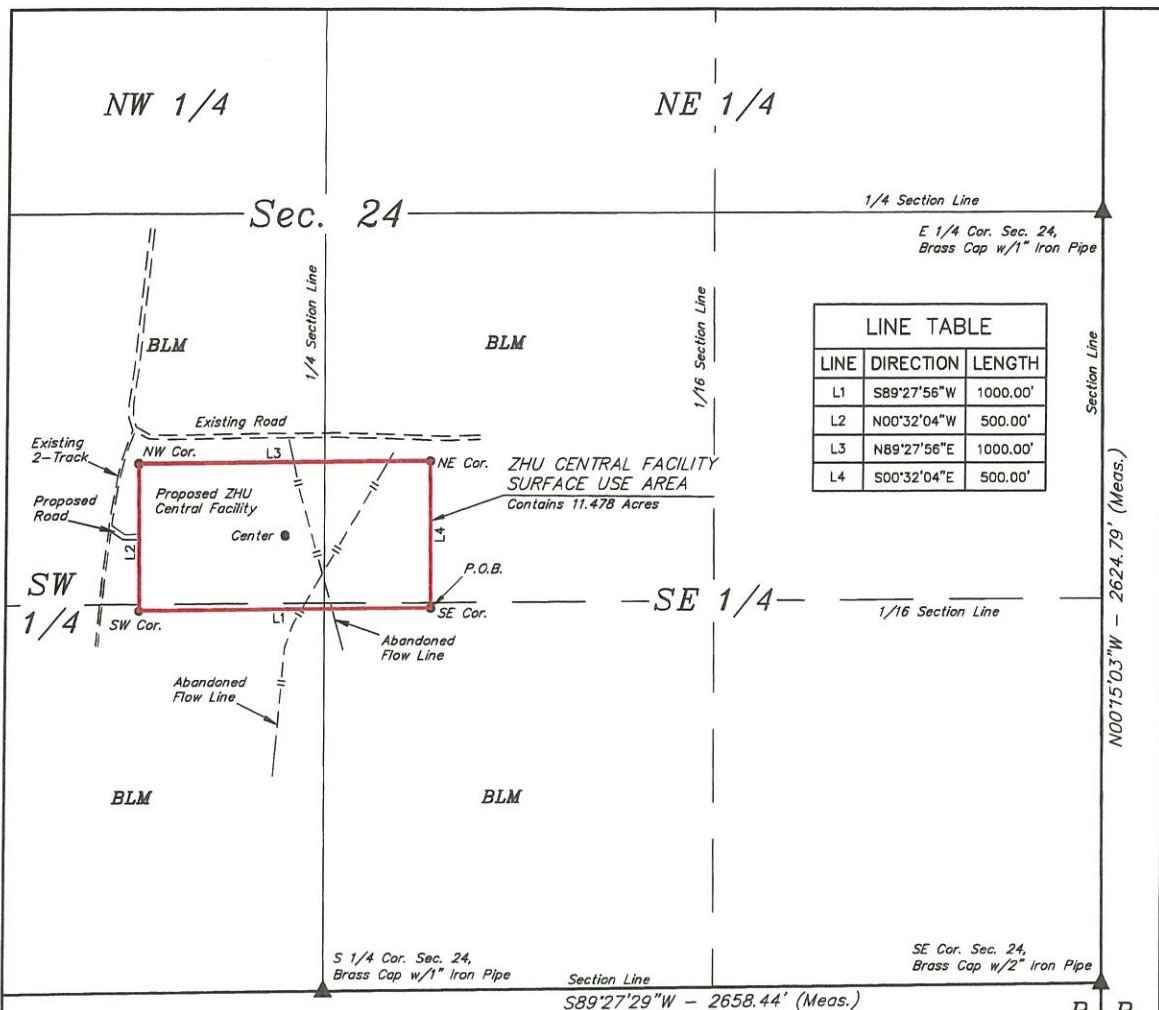 NW 1/4
NE 1/4
Sec. 24
1/4 Section Line
E 1/4 Cor. Sec. 24,
Brass Cap w/1" Iron Pipe
1/4 Section Line
1/16 Section Line
Section Line
BLM
BLM
LINE TABLE
LINE DIRECTION LENGTH
L1 S89°27'56"W 1000.00'
L2 N00°32'04"W 500.00'
L3 N89°27'56"E 1000.00'
L4 S00°32'04"E 500.00'
Existing Road
Existing
2-Track
NW Cor.
L3
NE Cor.
ZHU CENTRAL FACILITY
SURFACE USE AREA
Contains 11.478 Acres
Proposed
Road
Proposed ZHU
Central Facility
Center
L2
L4
P.O.B.
N00°15'03"W - 2624.79' (Meas.)
SW
1/4
SW Cor.
L1
SE Cor.
SE 1/4
1/16 Section Line
Abandoned
Flow Line
Abandoned
Flow Line
BLM
BLM
S 1/4 Cor. Sec. 24,
Brass Cap w/1" Iron Pipe
SE Cor. Sec. 24,
Brass Cap w/2" Iron Pipe
Section Line
S89°27'29"W - 2658.44' (Meas.)